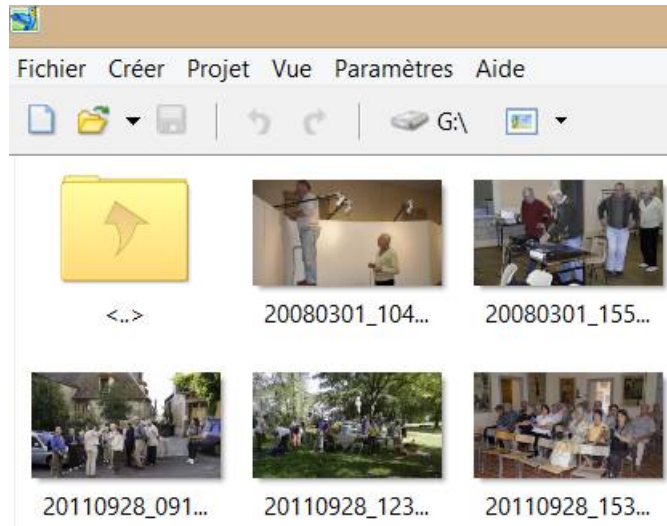 Fichier Créer Projet Vue Paramètres Aide
G:\
<..> 20080301_104... 20080301_155...
20110928_091... 20110928_123... 20110928_153...